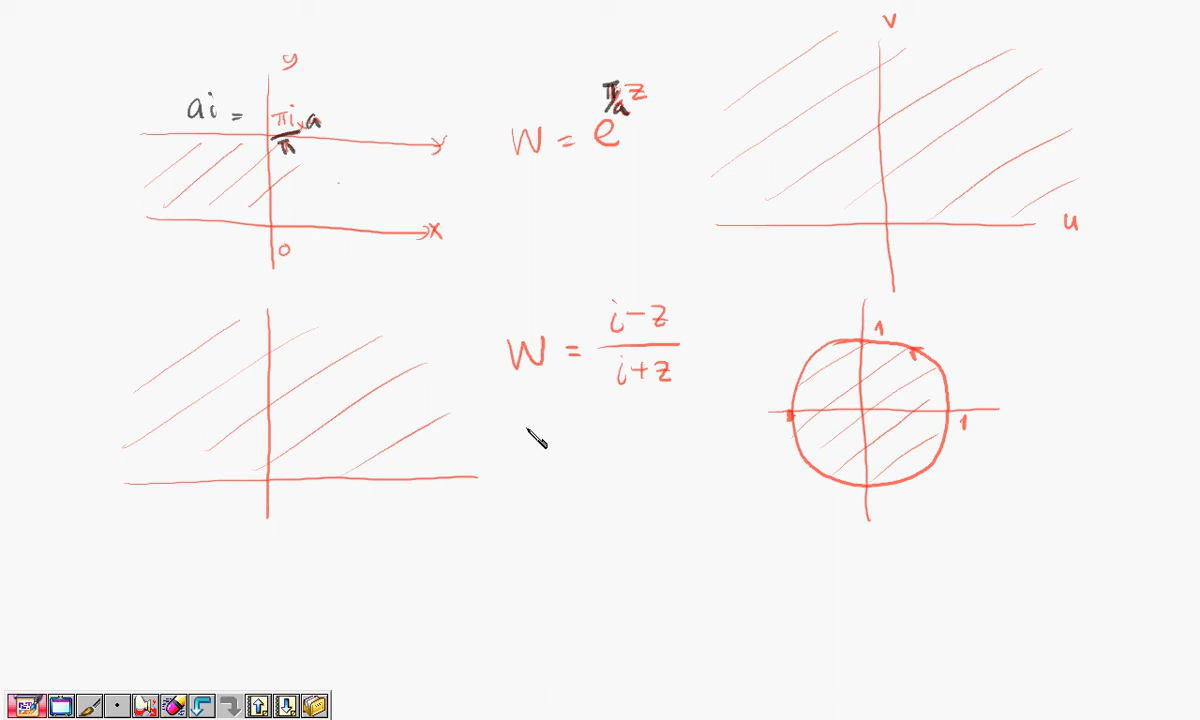 y
ai = πi × a / π
x
0
W = e^(π/a z)
v
u
W = (i-z)/(i+z)
1
1